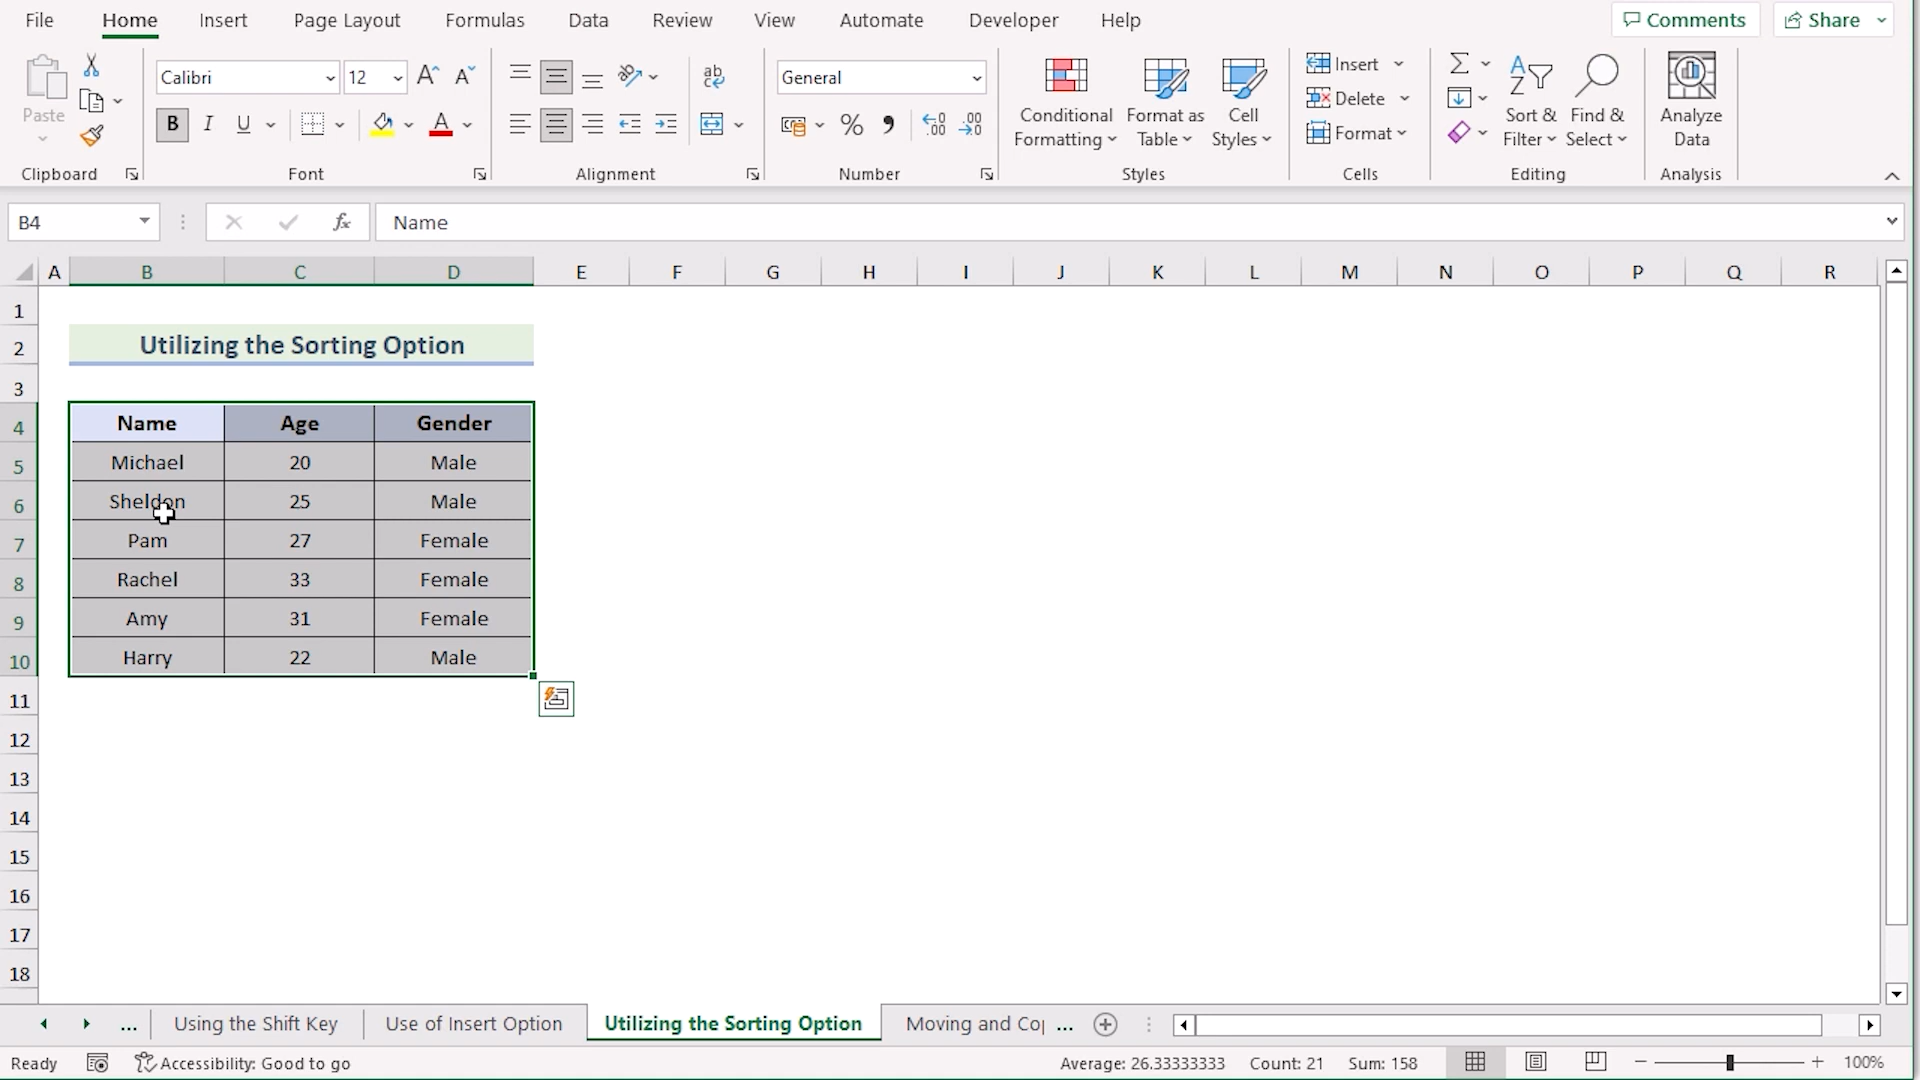 File Home Insert Page Layout Formulas Data Review View Automate Developer Help Comments Share
Paste
Clipboard
Calibri 12
B I U A
Font
ab
Alignment
General
% 9
Number
Conditional Formatting
Format as Table
Cell Styles
Styles
Insert
Delete
Format
Cells
Sort & Filter
Find & Select
Editing
Analyze Data
Analysis
B4 fx Name
A B C D E F G H I J K L M N O P Q R
1
2 Utilizing the Sorting Option
3
4 Name Age Gender
5 Michael 20 Male
6 Sheldon 25 Male
7 Pam 27 Female
8 Rachel 33 Female
9 Amy 31 Female
10 Harry 22 Male
11
12
13
14
15
16
17
18
... Using the Shift Key Use of Insert Option Utilizing the Sorting Option Moving and Co ...
Ready Accessibility: Good to go Average: 26.33333333 Count: 21 Sum: 158 100%